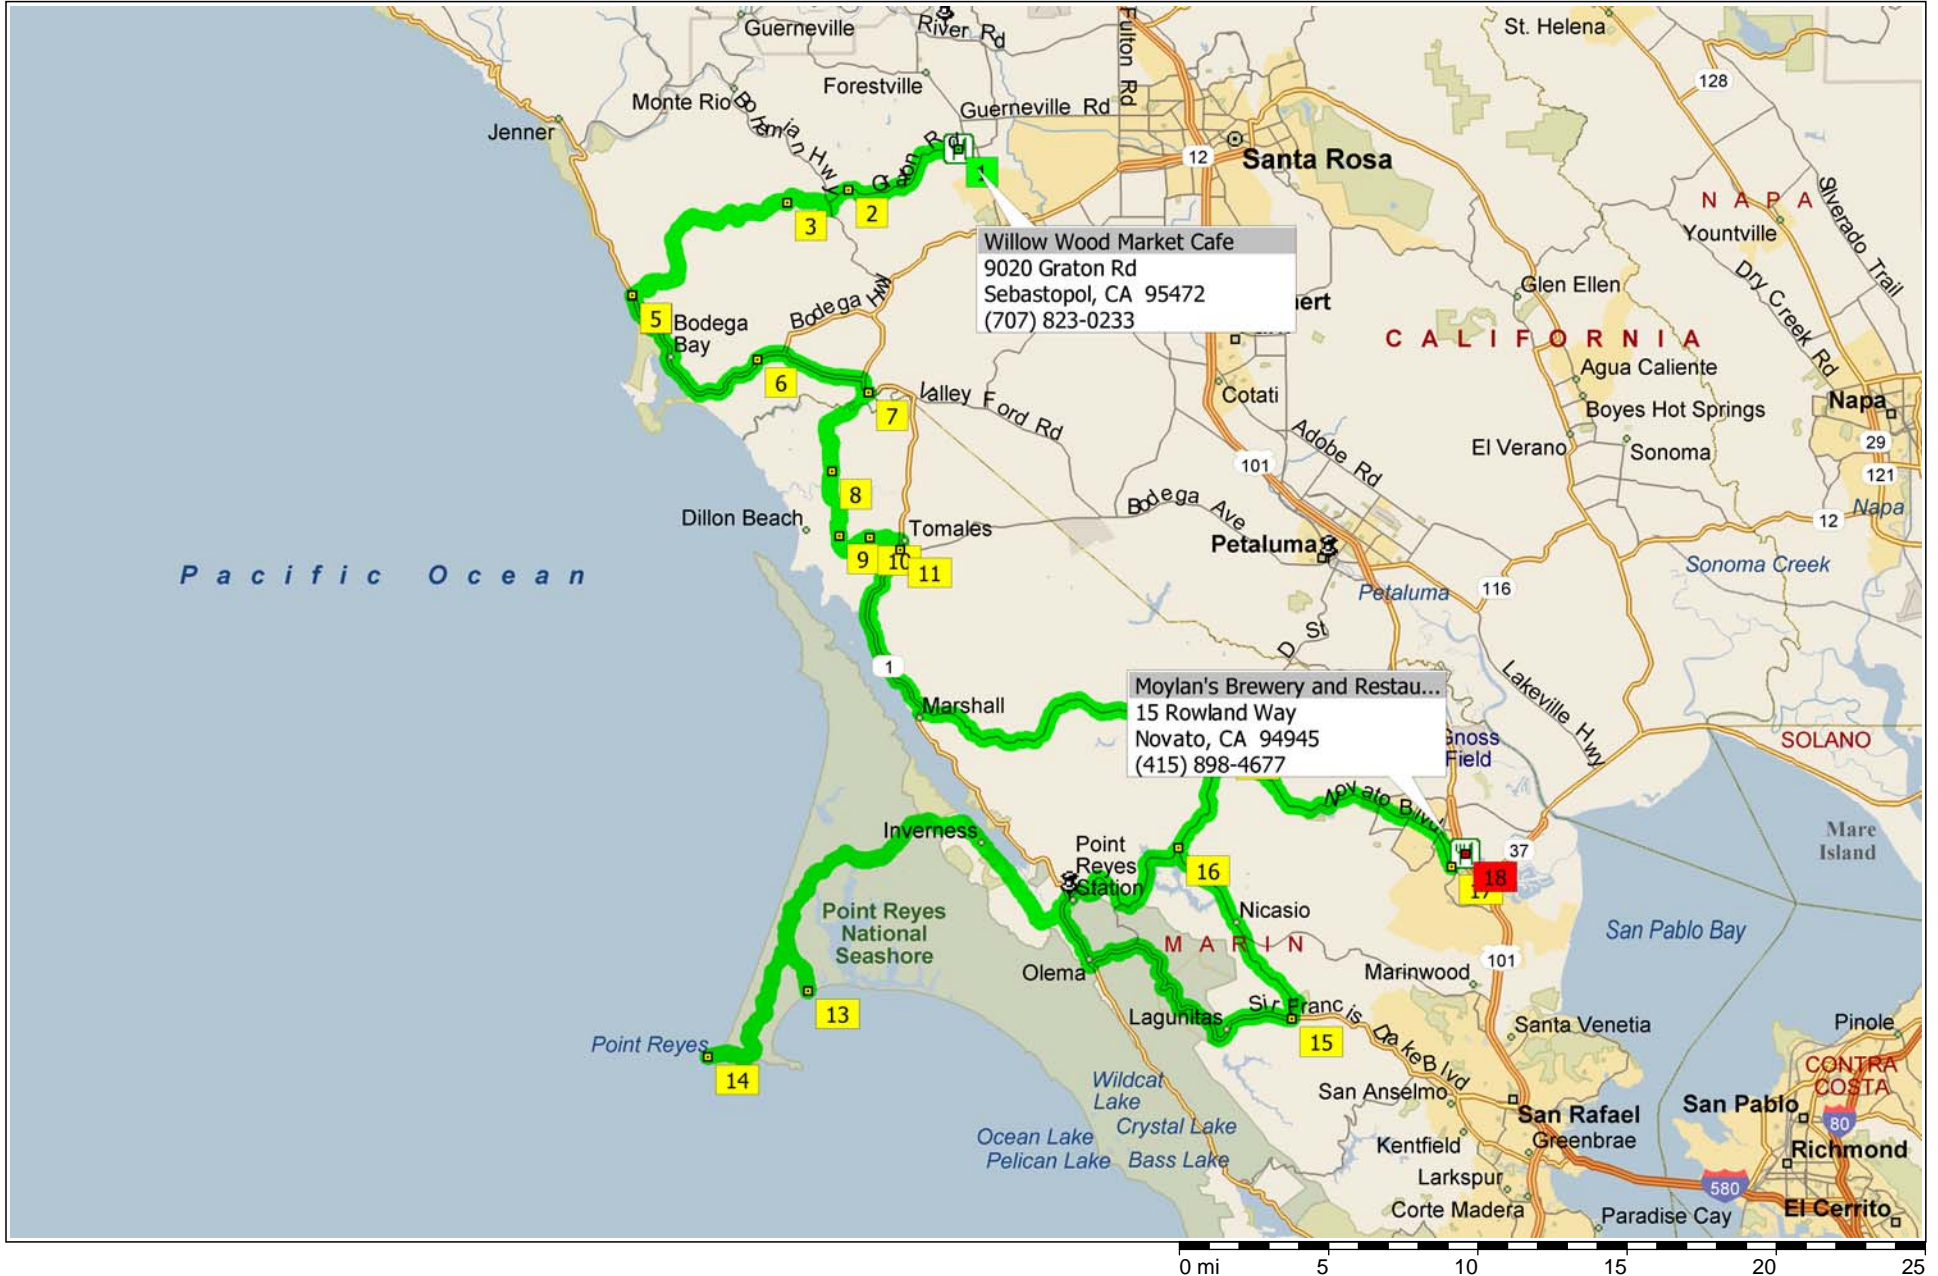 Guerneville
River Rd
Fulton Rd
St. Helena
128
Forestville
Monte Rio
Bohemian Hwy
Guerneville Rd
Jenner
12
Santa Rosa
Graton Rd
1
2
3
NAPA
Silverado Trail
Yountville
Willow Wood Market Cafe
9020 Graton Rd
Sebastopol, CA 95472
(707) 823-0233
Dry Creek Rd
Glen Ellen
5
Bodega
Bay
Bodega Hwy
CALIFORNIA
Agua Caliente
6
7
Valley Ford Rd
Cotati
Boyes Hot Springs
Napa
Adobe Rd
El Verano
Sonoma
29
101
121
8
Bodega Ave
Napa
Dillon Beach
Tomales
12
9
10
11
Petaluma
Pacific Ocean
Sonoma Creek
Petaluma
116
D St
1
Lakeville Hwy
Marshall
Moylan's Brewery and Restau...
15 Rowland Way
Novato, CA 94945
(415) 898-4677
Gnoss
Field
SOLANO
Novato Blvd
Inverness
Mare
Island
Point
Reyes
Station
37
16
17
18
Point Reyes
National
Seashore
Nicasio
MARIN
San Pablo Bay
Olema
101
Marinwood
13
Lagunitas
Sir Francis Drake Blvd
15
Santa Venetia
Pinole
Point Reyes
14
CONTRA
COSTA
Wildcat
Lake
San Anselmo
San Rafael
San Pablo
80
Ocean Lake
Crystal Lake
Kentfield
Greenbrae
Richmond
Pelican Lake
Bass Lake
Larkspur
580
Corte Madera
Paradise Cay
El Cerrito
0 mi 5 10 15 20 25